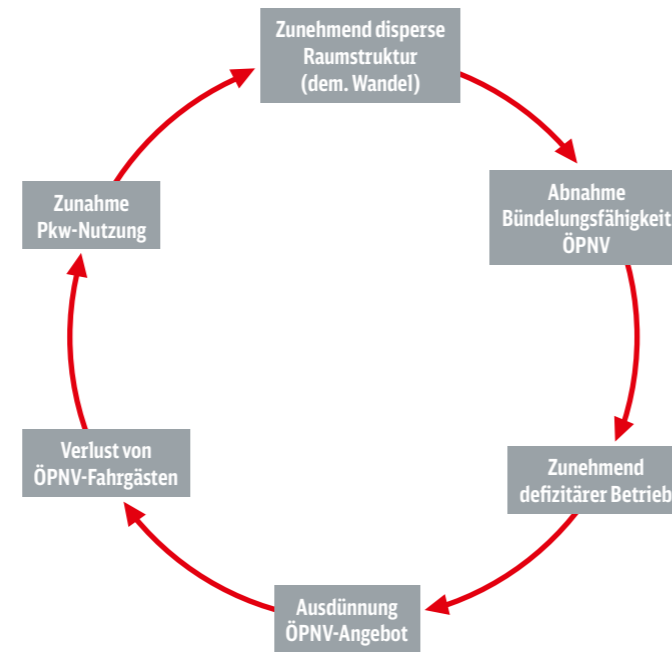 Zunehmend disperse
Raumstruktur
(dem. Wandel)
Abnahme
Bündelungsfähigkeit
ÖPNV
Zunehmend
defizitärer Betrieb
Ausdünnung
ÖPNV-Angebot
Verlust von
ÖPNV-Fahrgästen
Zunahme
Pkw-Nutzung